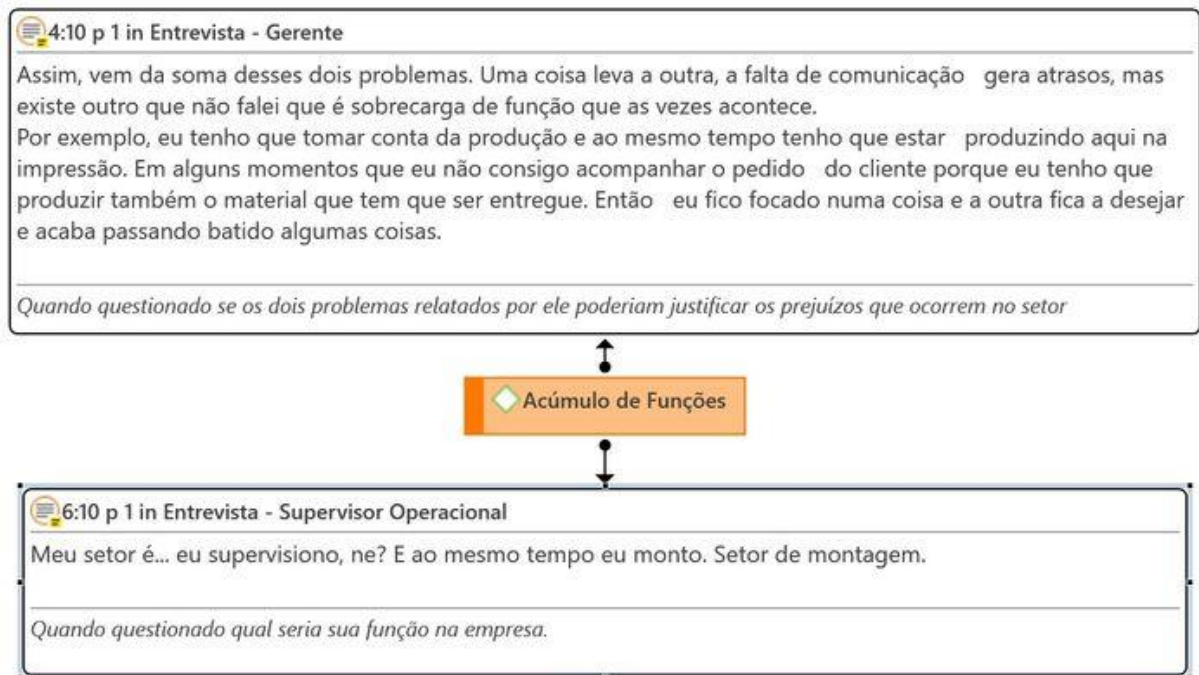 4:10 p 1 in Entrevista - Gerente
Assim, vem da soma desses dois problemas. Uma coisa leva a outra, a falta de comunicação gera atrasos, mas
existe outro que não falei que é sobrecarga de função que as vezes acontece.
Por exemplo, eu tenho que tomar conta da produção e ao mesmo tempo tenho que estar produzindo aqui na
impressão. Em alguns momentos que eu não consigo acompanhar o pedido do cliente porque eu tenho que
produzir também o material que tem que ser entregue. Então eu fico focado numa coisa e a outra fica a desejar
e acaba passando batido algumas coisas.
Quando questionado se os dois problemas relatados por ele poderiam justificar os prejuízos que ocorrem no setor
Acúmulo de Funções
6:10 p 1 in Entrevista - Supervisor Operacional
Meu setor é... eu supervisiono, ne? E ao mesmo tempo eu monto. Setor de montagem.
Quando questionado qual seria sua função na empresa.